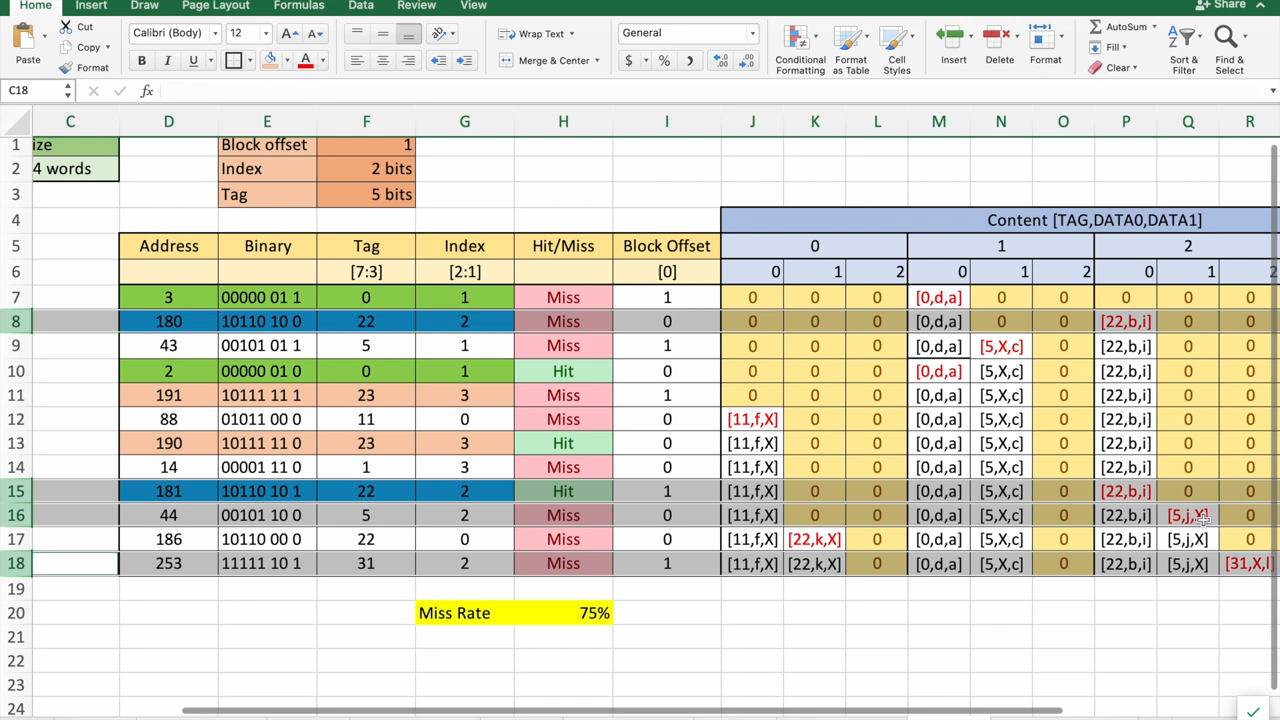 Home Insert Draw Page Layout Formulas Data Review View Share
Cut Calibri (Body) 12 A A Wrap Text General AutoSum
Copy Fill
Paste Format B I U A Merge & Center $ % Conditional Formatting Format as Table Cell Styles Insert Delete Format Clear Sort & Filter Find & Select
C18 fx
C D E F G H I J K L M N O P Q R
1 ize Block offset 1
2 4 words Index 2 bits
3 Tag 5 bits
4 Content [TAG,DATA0,DATA1]
5 Address Binary Tag Index Hit/Miss Block Offset 0 1 2
6 [7:3] [2:1] [0] 0 1 2 0 1 2 0 1 2
7 3 00000 01 1 0 1 Miss 1 0 0 0 [0,d,a] 0 0 0 0 0
8 180 10110 10 0 22 2 Miss 0 0 0 0 [0,d,a] 0 0 [22,b,i] 0 0
9 43 00101 01 1 5 1 Miss 1 0 0 0 [0,d,a] [5,X,c] 0 [22,b,i] 0 0
10 2 00000 01 0 0 1 Hit 0 0 0 0 [0,d,a] [5,X,c] 0 [22,b,i] 0 0
11 191 10111 11 1 23 3 Miss 1 0 0 0 [0,d,a] [5,X,c] 0 [22,b,i] 0 0
12 88 01011 00 0 11 0 Miss 0 [11,f,X] 0 0 [0,d,a] [5,X,c] 0 [22,b,i] 0 0
13 190 10111 11 0 23 3 Hit 0 [11,f,X] 0 0 [0,d,a] [5,X,c] 0 [22,b,i] 0 0
14 14 00001 11 0 1 3 Miss 0 [11,f,X] 0 0 [0,d,a] [5,X,c] 0 [22,b,i] 0 0
15 181 10110 10 1 22 2 Hit 1 [11,f,X] 0 0 [0,d,a] [5,X,c] 0 [22,b,i] 0 0
16 44 00101 10 0 5 2 Miss 0 [11,f,X] 0 0 [0,d,a] [5,X,c] 0 [22,b,i] [5,j,X] 0
17 186 10110 00 0 22 0 Miss 0 [11,f,X] [22,k,X] 0 [0,d,a] [5,X,c] 0 [22,b,i] [5,j,X] 0
18 253 11111 10 1 31 2 Miss 1 [11,f,X] [22,k,X] 0 [0,d,a] [5,X,c] 0 [22,b,i] [5,j,X] [31,X,l]
19
20 Miss Rate 75%
21
22
23
24